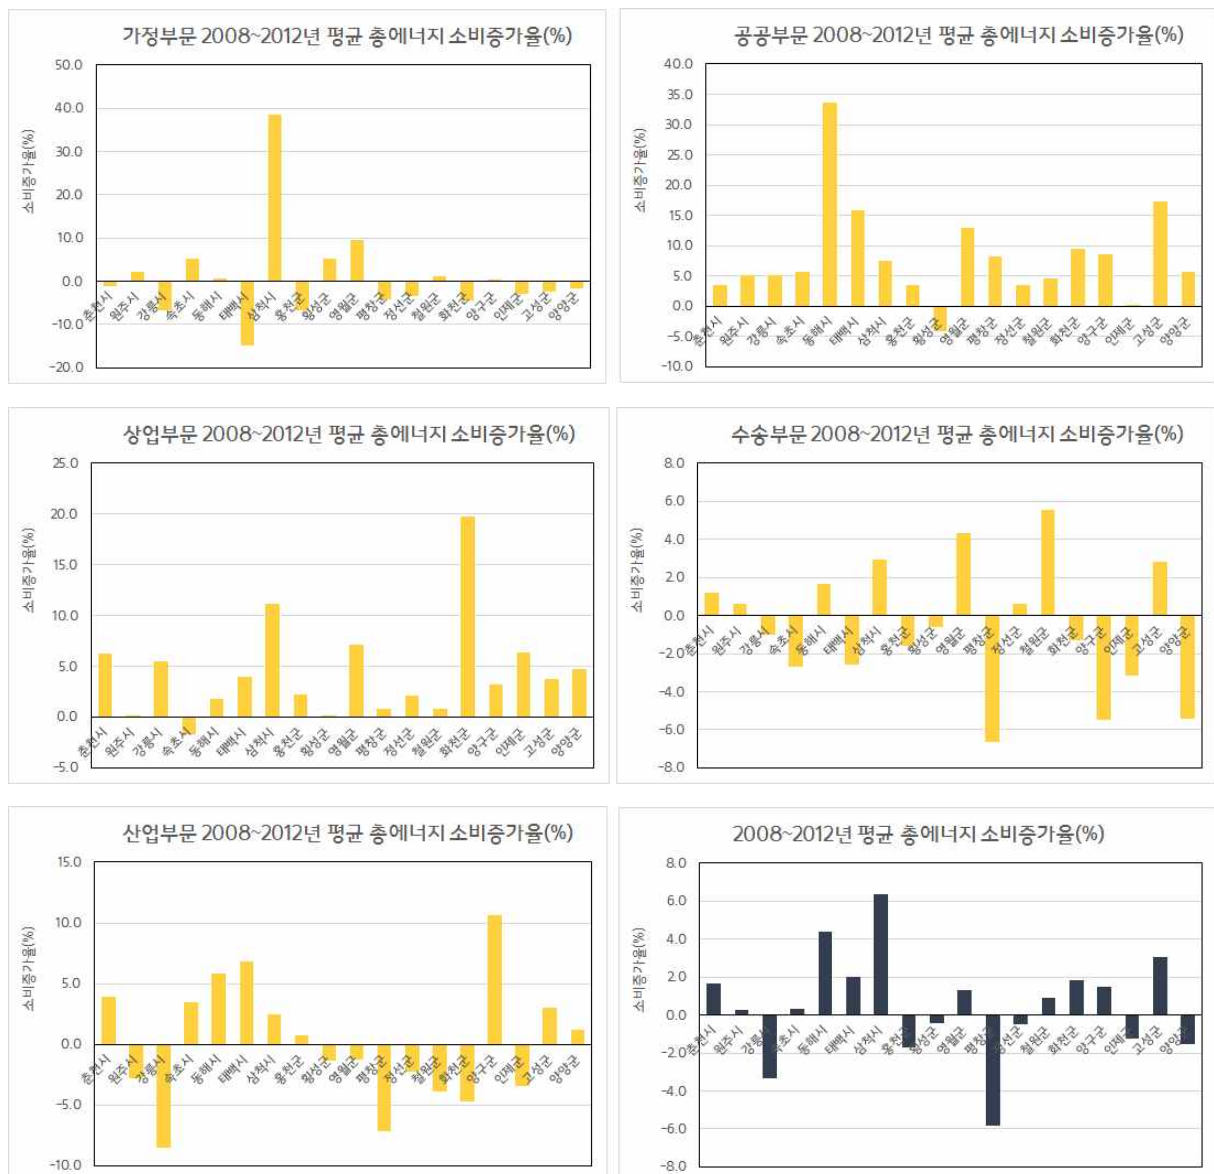 가정부문 2008~2012년 평균 총에너지 소비증가율(%)
소비증가율(%)
50.0
40.0
30.0
20.0
10.0
0.0
-10.0
-20.0
춘천시 원주시 강릉시 속초시 동해시 태백시 삼척시 홍천군 횡성군 영월군 평창군 정선군 철원군 화천군 양구군 인제군 고성군 양양군
공공부문 2008~2012년 평균 총에너지 소비증가율(%)
소비증가율(%)
40.0
35.0
30.0
25.0
20.0
15.0
10.0
5.0
0.0
-5.0
-10.0
춘천시 원주시 강릉시 속초시 동해시 태백시 삼척시 홍천군 횡성군 영월군 평창군 정선군 철원군 화천군 양구군 인제군 고성군 양양군
상업부문 2008~2012년 평균 총에너지 소비증가율(%)
소비증가율(%)
25.0
20.0
15.0
10.0
5.0
0.0
-5.0
춘천시 원주시 강릉시 속초시 동해시 태백시 삼척시 홍천군 횡성군 영월군 평창군 정선군 철원군 화천군 양구군 인제군 고성군 양양군
수송부문 2008~2012년 평균 총에너지 소비증가율(%)
소비증가율(%)
8.0
6.0
4.0
2.0
0.0
-2.0
-4.0
-6.0
-8.0
춘천시 원주시 강릉시 속초시 동해시 태백시 삼척시 홍천군 횡성군 영월군 평창군 정선군 철원군 화천군 양구군 인제군 고성군 양양군
산업부문 2008~2012년 평균 총에너지 소비증가율(%)
소비증가율(%)
15.0
10.0
5.0
0.0
-5.0
-10.0
춘천시 원주시 강릉시 속초시 동해시 태백시 삼척시 홍천군 횡성군 영월군 평창군 정선군 철원군 화천군 양구군 인제군 고성군 양양군
2008~2012년 평균 총에너지 소비증가율(%)
소비증가율(%)
8.0
6.0
4.0
2.0
0.0
-2.0
-4.0
-6.0
-8.0
춘천시 원주시 강릉시 속초시 동해시 태백시 삼척시 홍천군 횡성군 영월군 평창군 정선군 철원군 화천군 양구군 인제군 고성군 양양군